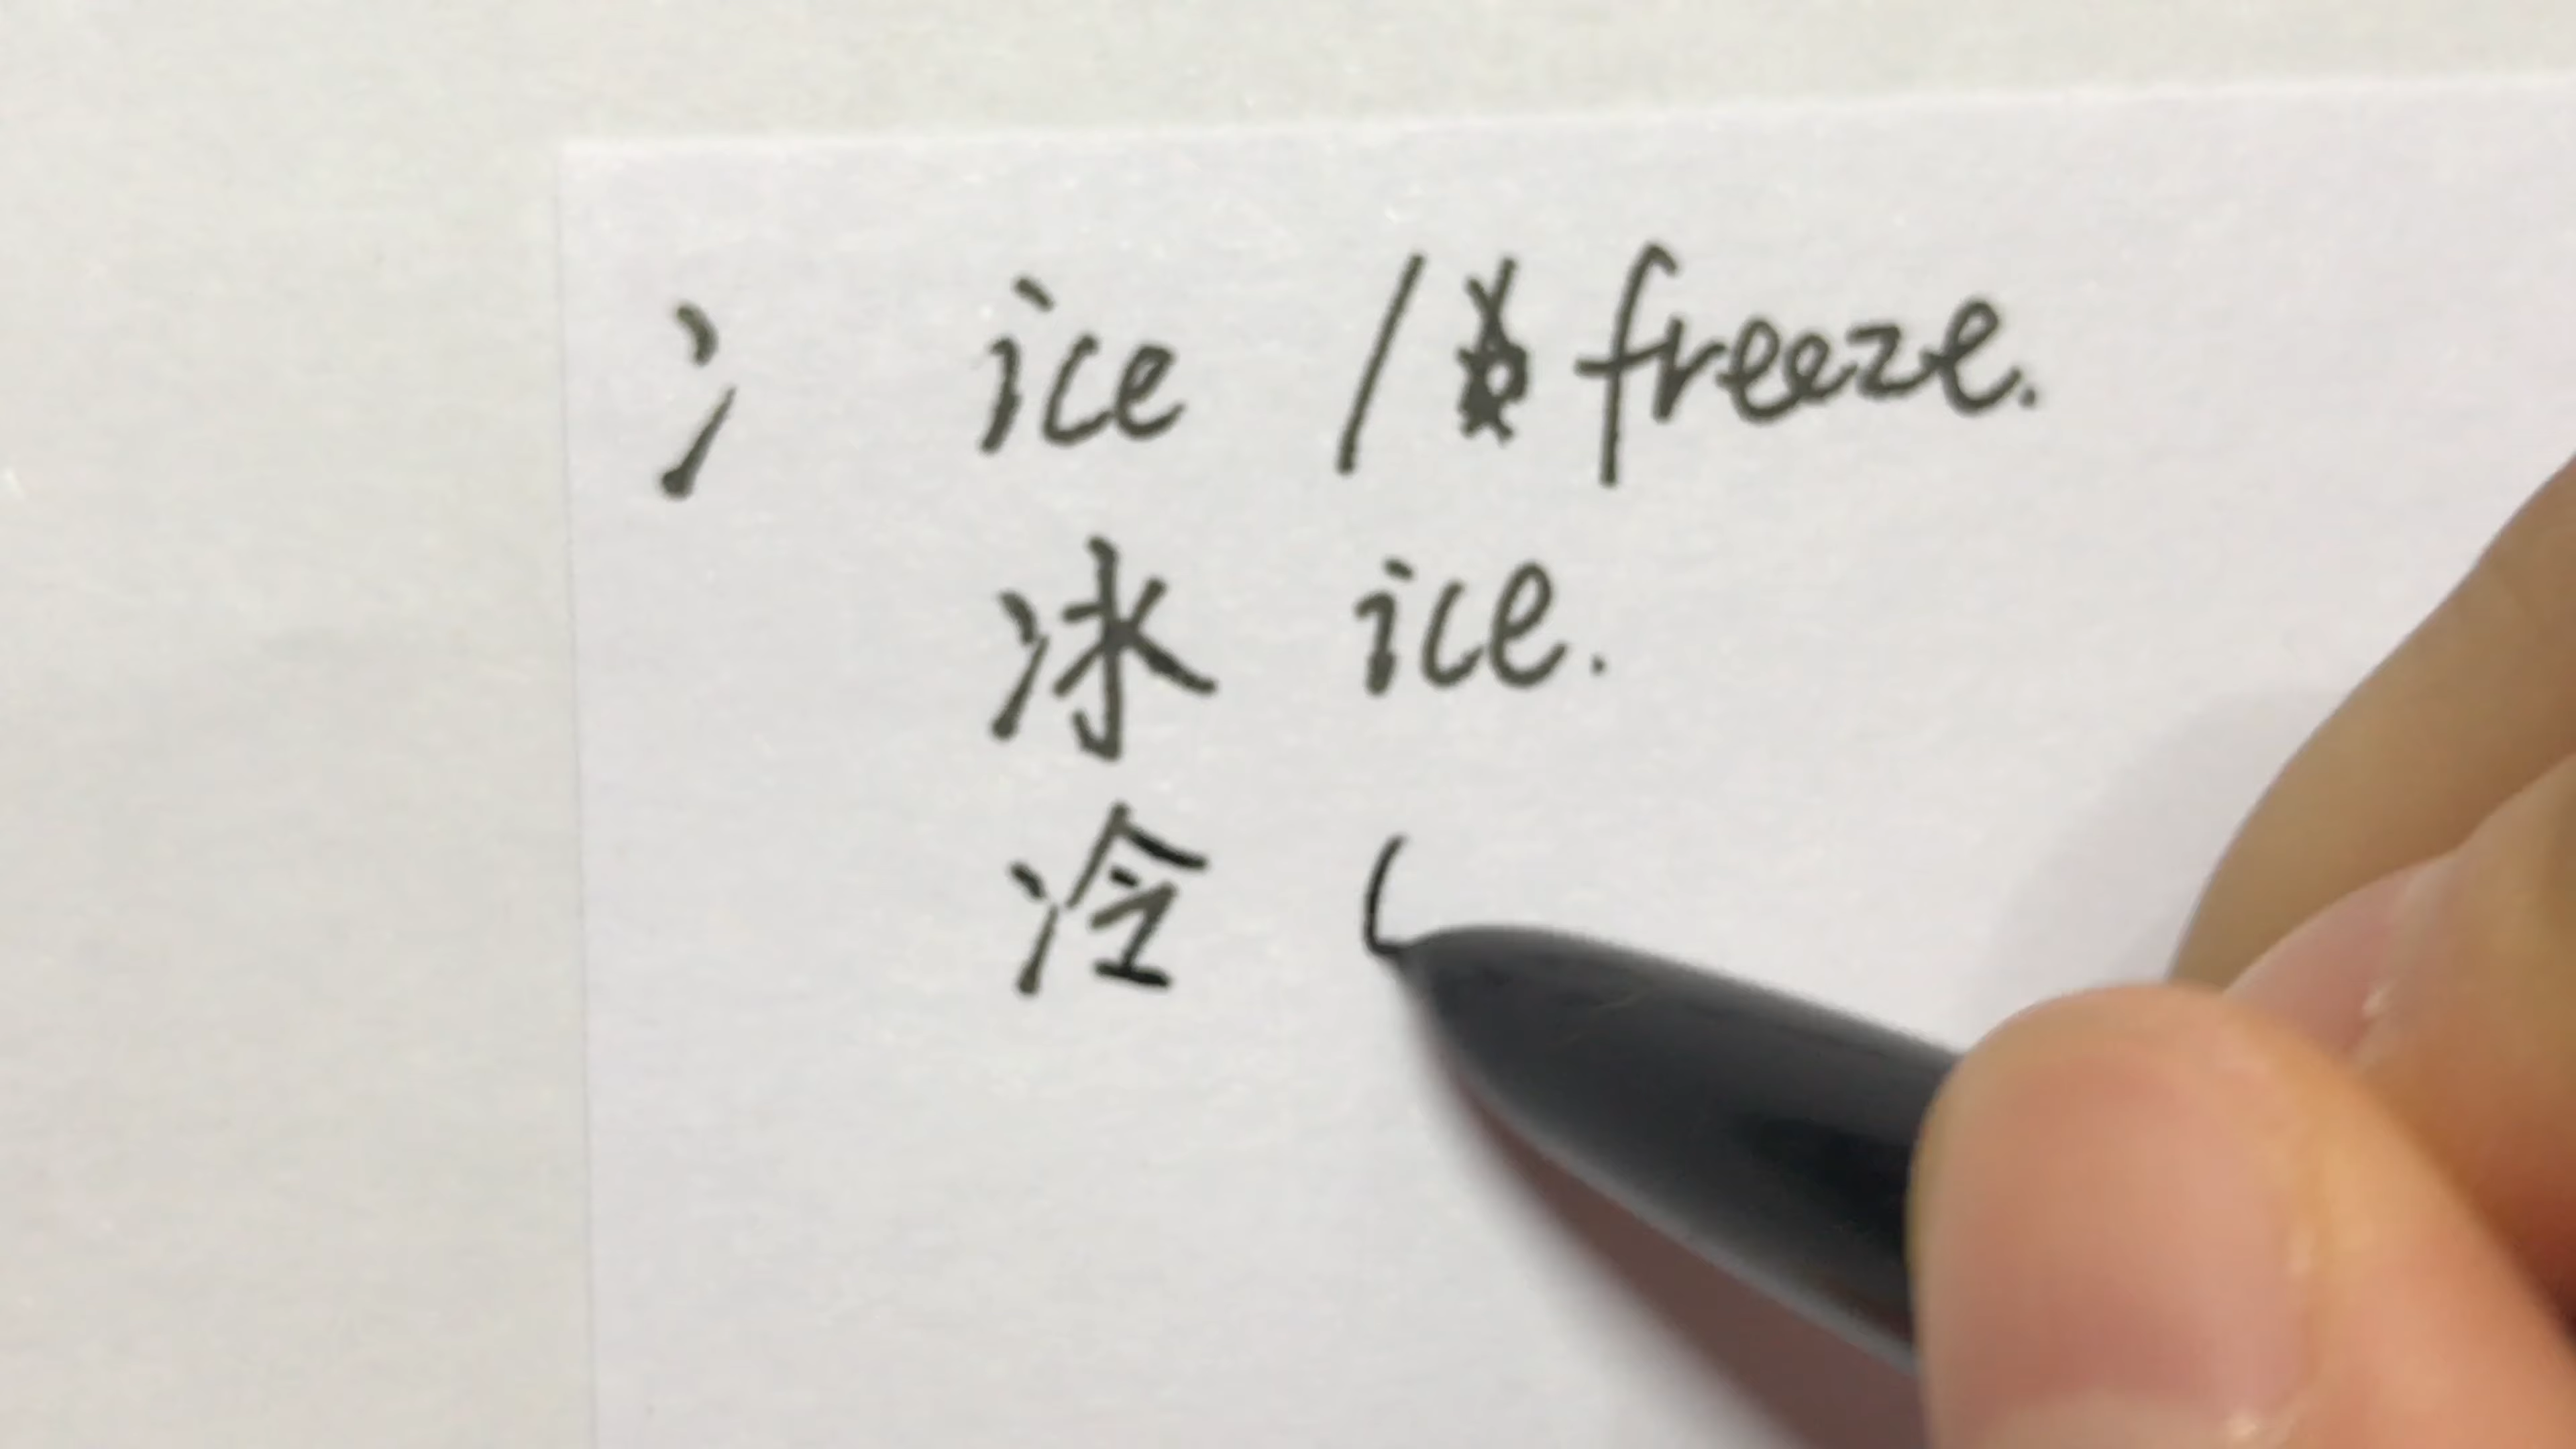 冫 ice / freeze.
冰 ice.
冷 c